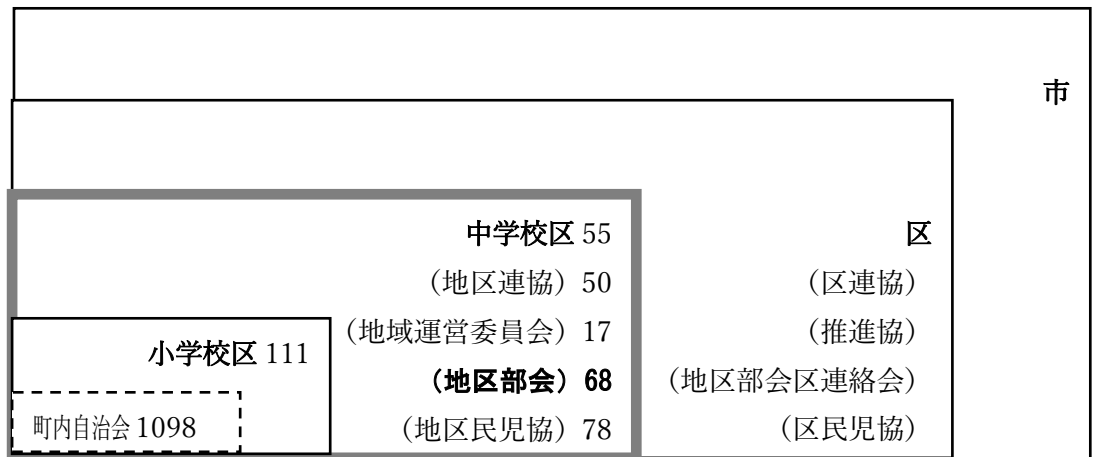 市
中学校区 55
区
(地区連協) 50
(区連協)
(地域運営委員会) 17
(推進協)
小学校区 111
(地区部会) 68
(地区部会区連絡会)
町内自治会 1098
(地区民児協) 78
(区民児協)